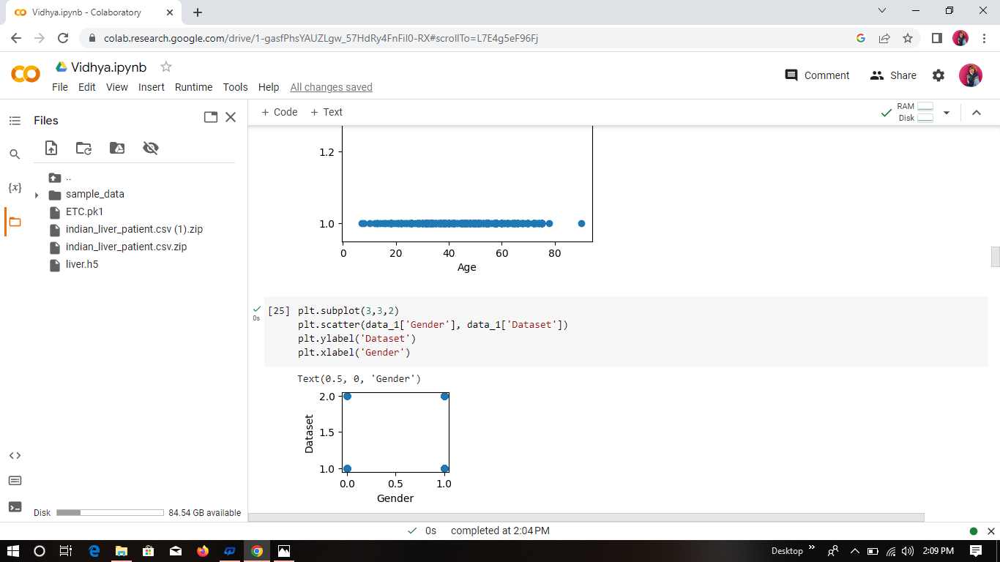 Vidhya.ipynb - Colaboratory
colab.research.google.com/drive/1-gasfPhsYAUZLgw_57HdRy4FnFiI0-RX#scrollTo=L7E4g5eF96Fj
Vidhya.ipynb
File Edit View Insert Runtime Tools Help All changes saved
Comment Share
Files
+ Code + Text
RAM
Disk
{x}
..
sample_data
ETC.pk1
indian_liver_patient.csv (1).zip
indian_liver_patient.csv.zip
liver.h5
1.2
1.0
0 20 40 60 80
Age
0s
[25] plt.subplot(3,3,2)
plt.scatter(data_1['Gender'], data_1['Dataset'])
plt.ylabel('Dataset')
plt.xlabel('Gender')
Text(0.5, 0, 'Gender')
2.0
1.5
1.0
Dataset
0.0 0.5 1.0
Gender
Disk 84.54 GB available
0s completed at 2:04 PM
Desktop 2:09 PM